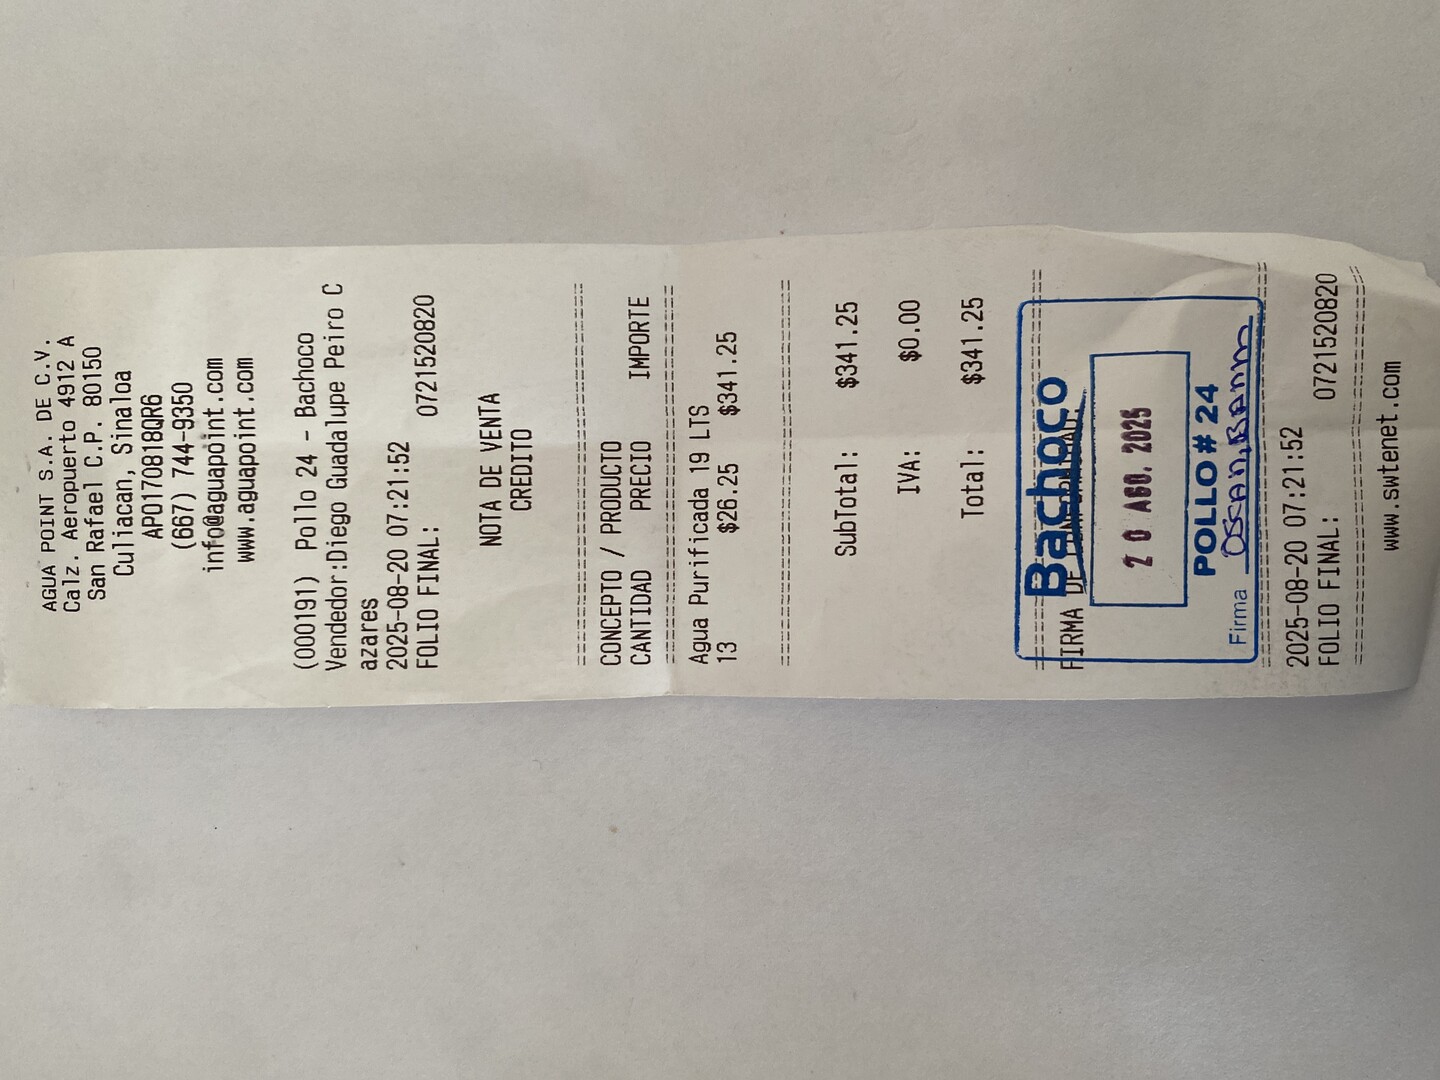 AGUA POINT S.A. DE C.V.
Calz. Aeropuerto 4912 A
San Rafael C.P. 80150
Culiacan, Sinaloa
APO170818QR6
(667) 744-9350
info@aguapoint.com
www.aguapoint.com
(000191) Pollo 24 - Bachoco
Vendedor:Diego Guadalupe Peiro C
azares
2025-08-20 07:21:52
FOLIO FINAL: 0721520820
NOTA DE VENTA
CREDITO
CONCEPTO / PRODUCTO
CANTIDAD PRECIO IMPORTE
Agua Purificada 19 LTS
13 $26.25 $341.25
SubTotal: $341.25
IVA: $0.00
Total: $341.25
Bachoco
FIRMA DE CONFORMIDAD:
20 AGO. 2025
POLLO # 24
Firma
2025-08-20 07:21:52
FOLIO FINAL: 0721520820
www.swtenet.com